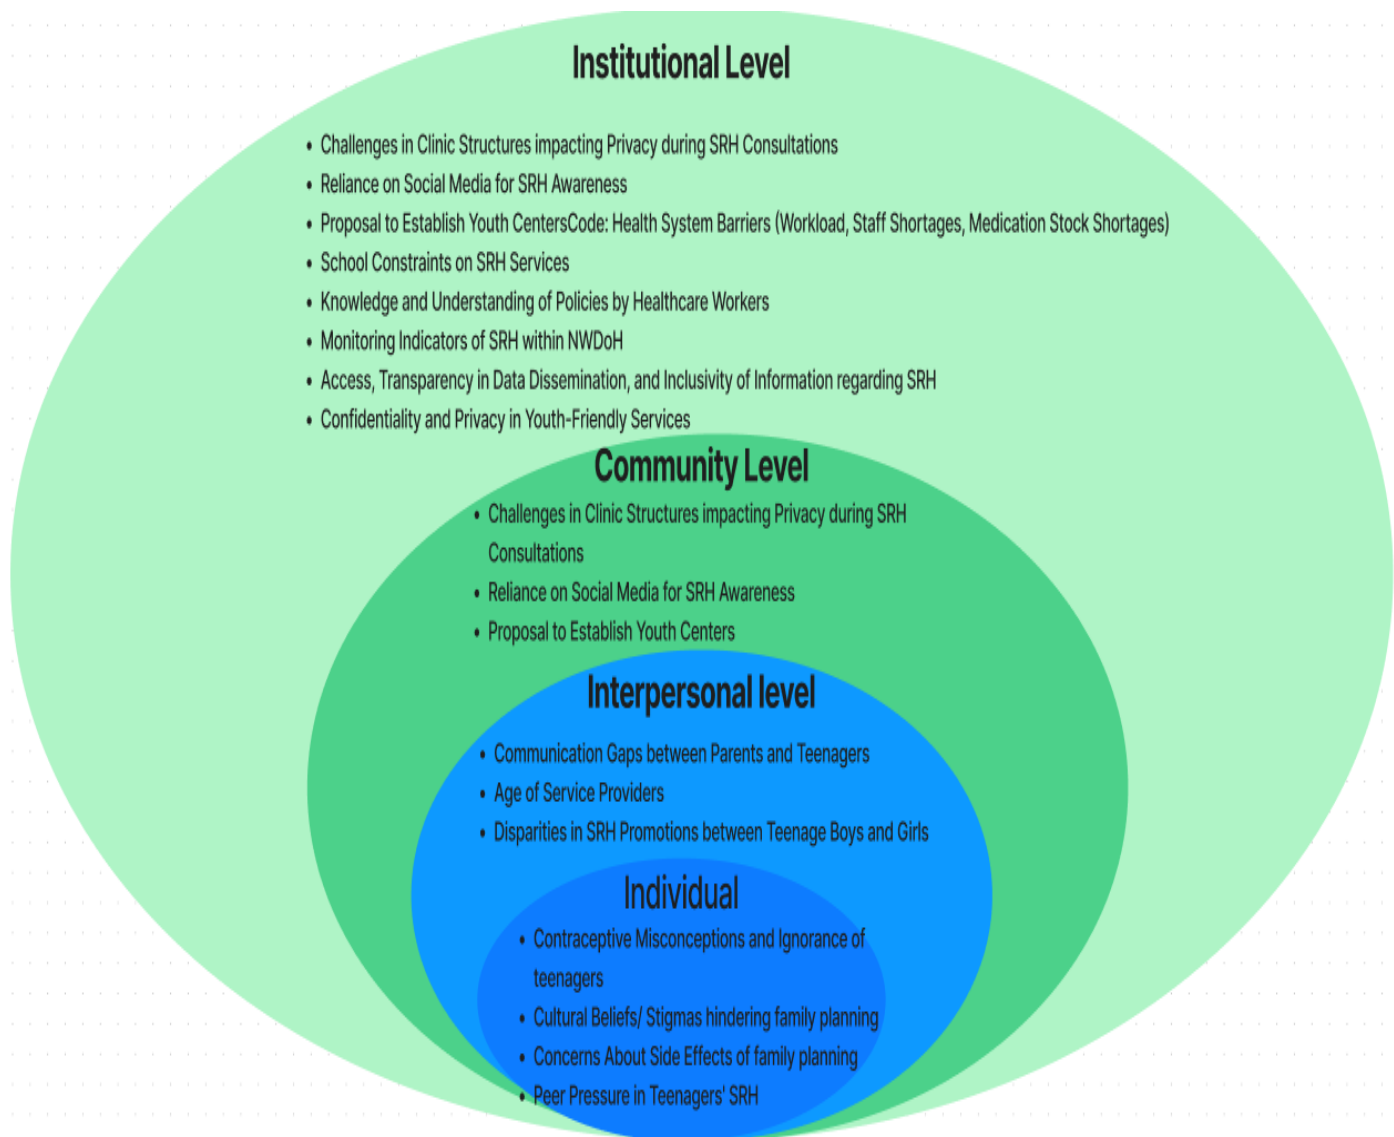 Institutional Level
• Challenges in Clinic Structures impacting Privacy during SRH Consultations
• Reliance on Social Media for SRH Awareness
• Proposal to Establish Youth CentersCode: Health System Barriers (Workload, Staff Shortages, Medication Stock Shortages)
• School Constraints on SRH Services
• Knowledge and Understanding of Policies by Healthcare Workers
• Monitoring Indicators of SRH within NWDoH
• Access, Transparency in Data Dissemination, and Inclusivity of Information regarding SRH
• Confidentiality and Privacy in Youth-Friendly Services
Community Level
• Challenges in Clinic Structures impacting Privacy during SRH
Consultations
• Reliance on Social Media for SRH Awareness
• Proposal to Establish Youth Centers
Interpersonal level
• Communication Gaps between Parents and Teenagers
• Age of Service Providers
• Disparities in SRH Promotions between Teenage Boys and Girls
Individual
• Contraceptive Misconceptions and Ignorance of
teenagers
• Cultural Beliefs/ Stigmas hindering family planning
• Concerns About Side Effects of family planning
• Peer Pressure in Teenagers' SRH